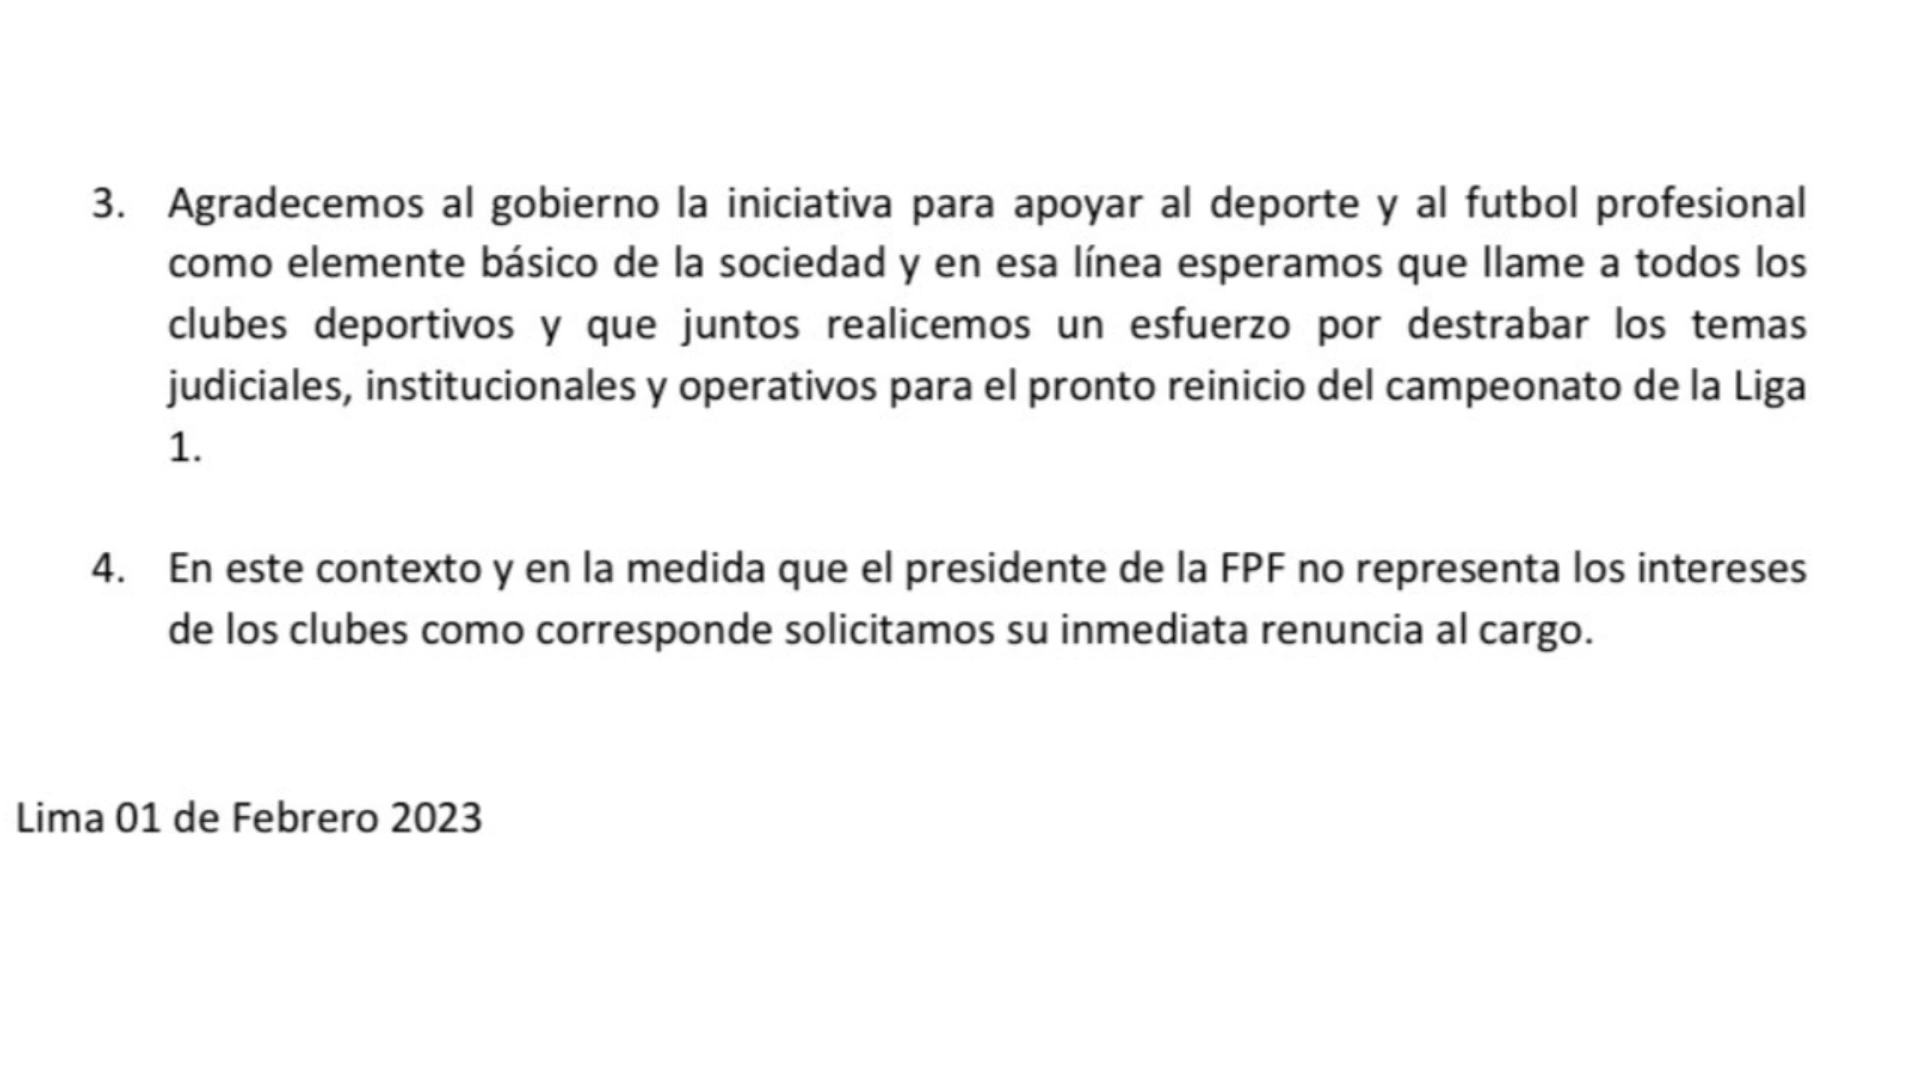 3. Agradecemos al gobierno la iniciativa para apoyar al deporte y al futbol profesional
como elemente básico de la sociedad y en esa línea esperamos que llame a todos los
clubes deportivos y que juntos realicemos un esfuerzo por destrabar los temas
judiciales, institucionales y operativos para el pronto reinicio del campeonato de la Liga
1.
4. En este contexto y en la medida que el presidente de la FPF no representa los intereses
de los clubes como corresponde solicitamos su inmediata renuncia al cargo.
Lima 01 de Febrero 2023